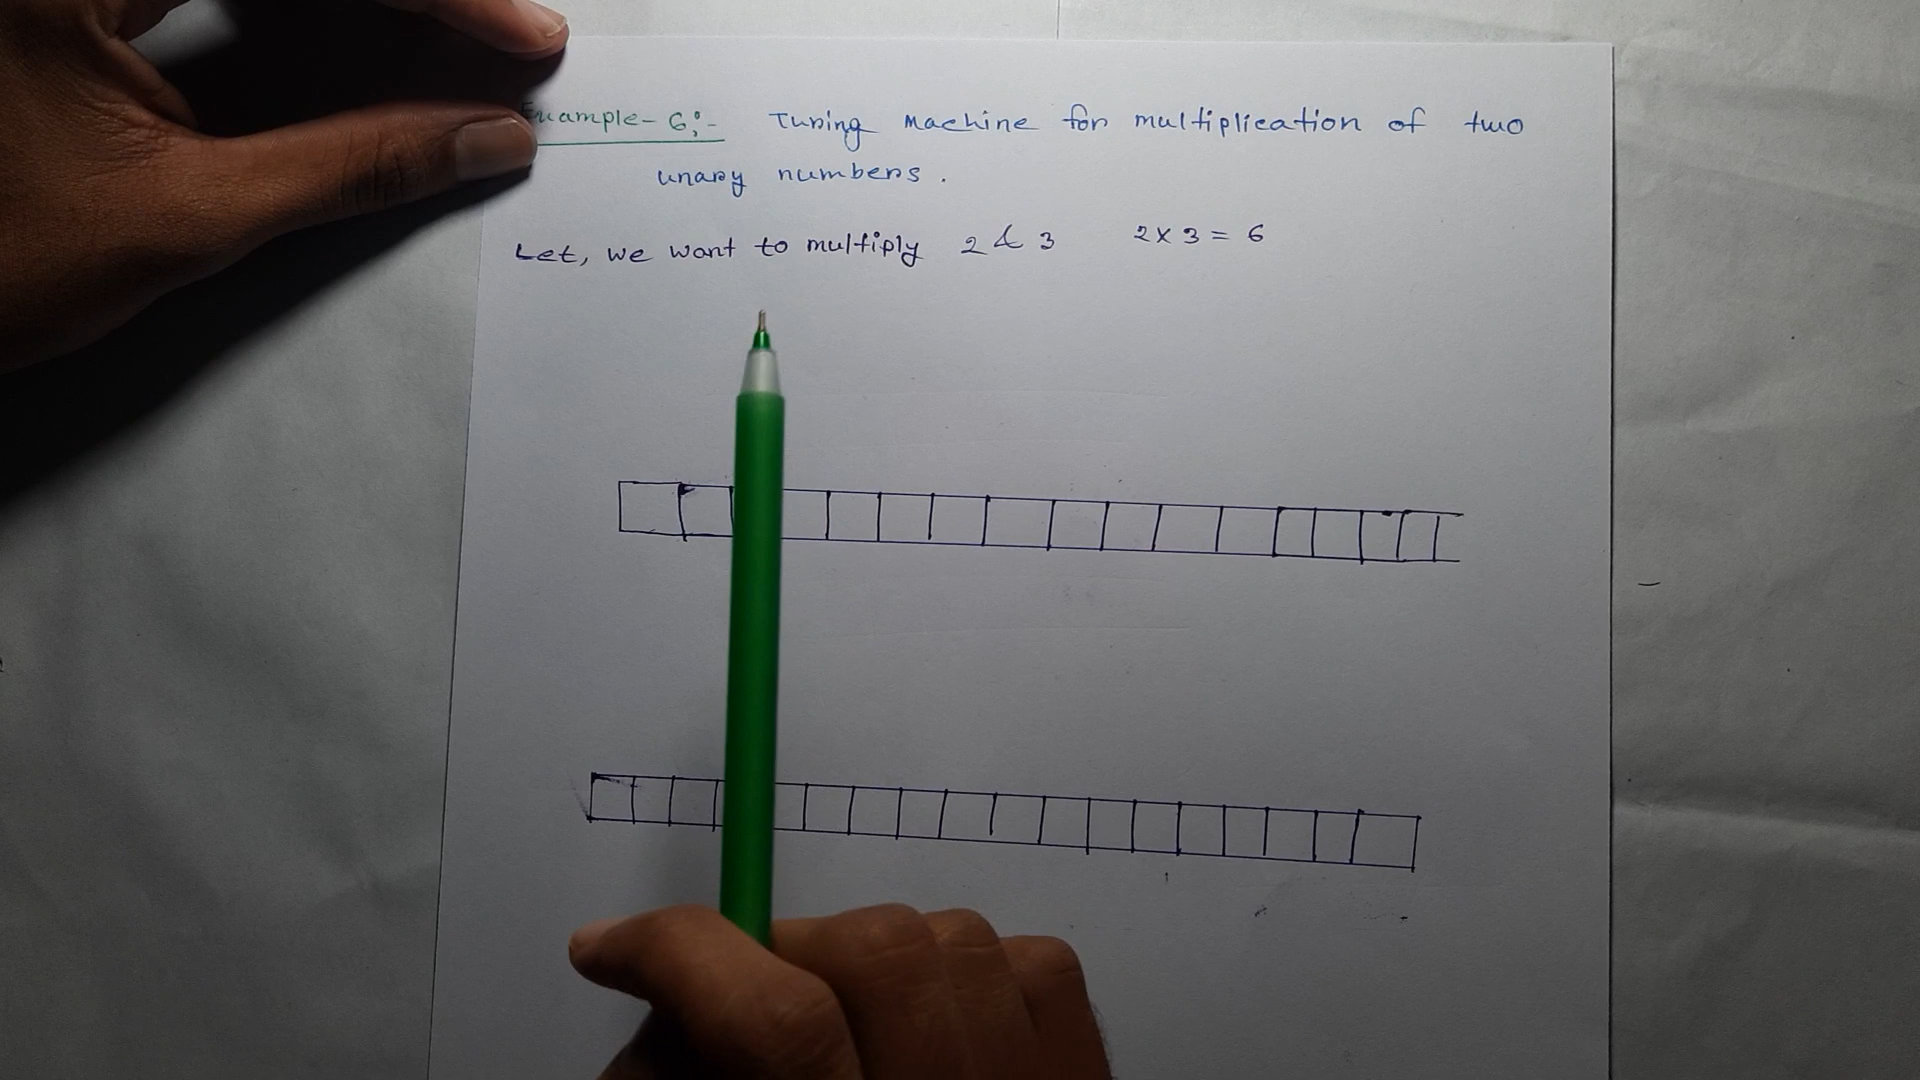 Example-6:- Turing Machine for multiplication of two
unary numbers.
Let, we want to multiply 2 & 3 2 x 3 = 6